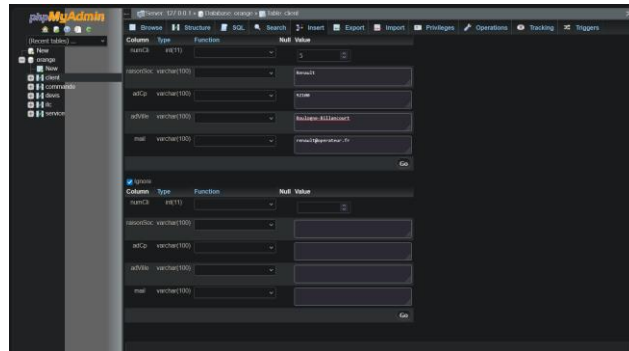 phpMyAdmin
(Recent tables) ...
New
orange
New
client
commande
devis
itc
service
Server: 127.0.0.1 » Database: orange » Table: client
Browse Structure SQL Search Insert Export Import Privileges Operations Tracking Triggers
Column Type Function Null Value
numCli int(11) 5
raisonSoc varchar(100) Renault
adCp varchar(100)
adVille varchar(100) Boulogne-Billancourt
mail varchar(100) renault@operateur.fr
Go
Ignore
Column Type Function Null Value
numCli int(11)
raisonSoc varchar(100)
adCp varchar(100)
adVille varchar(100)
mail varchar(100)
Go